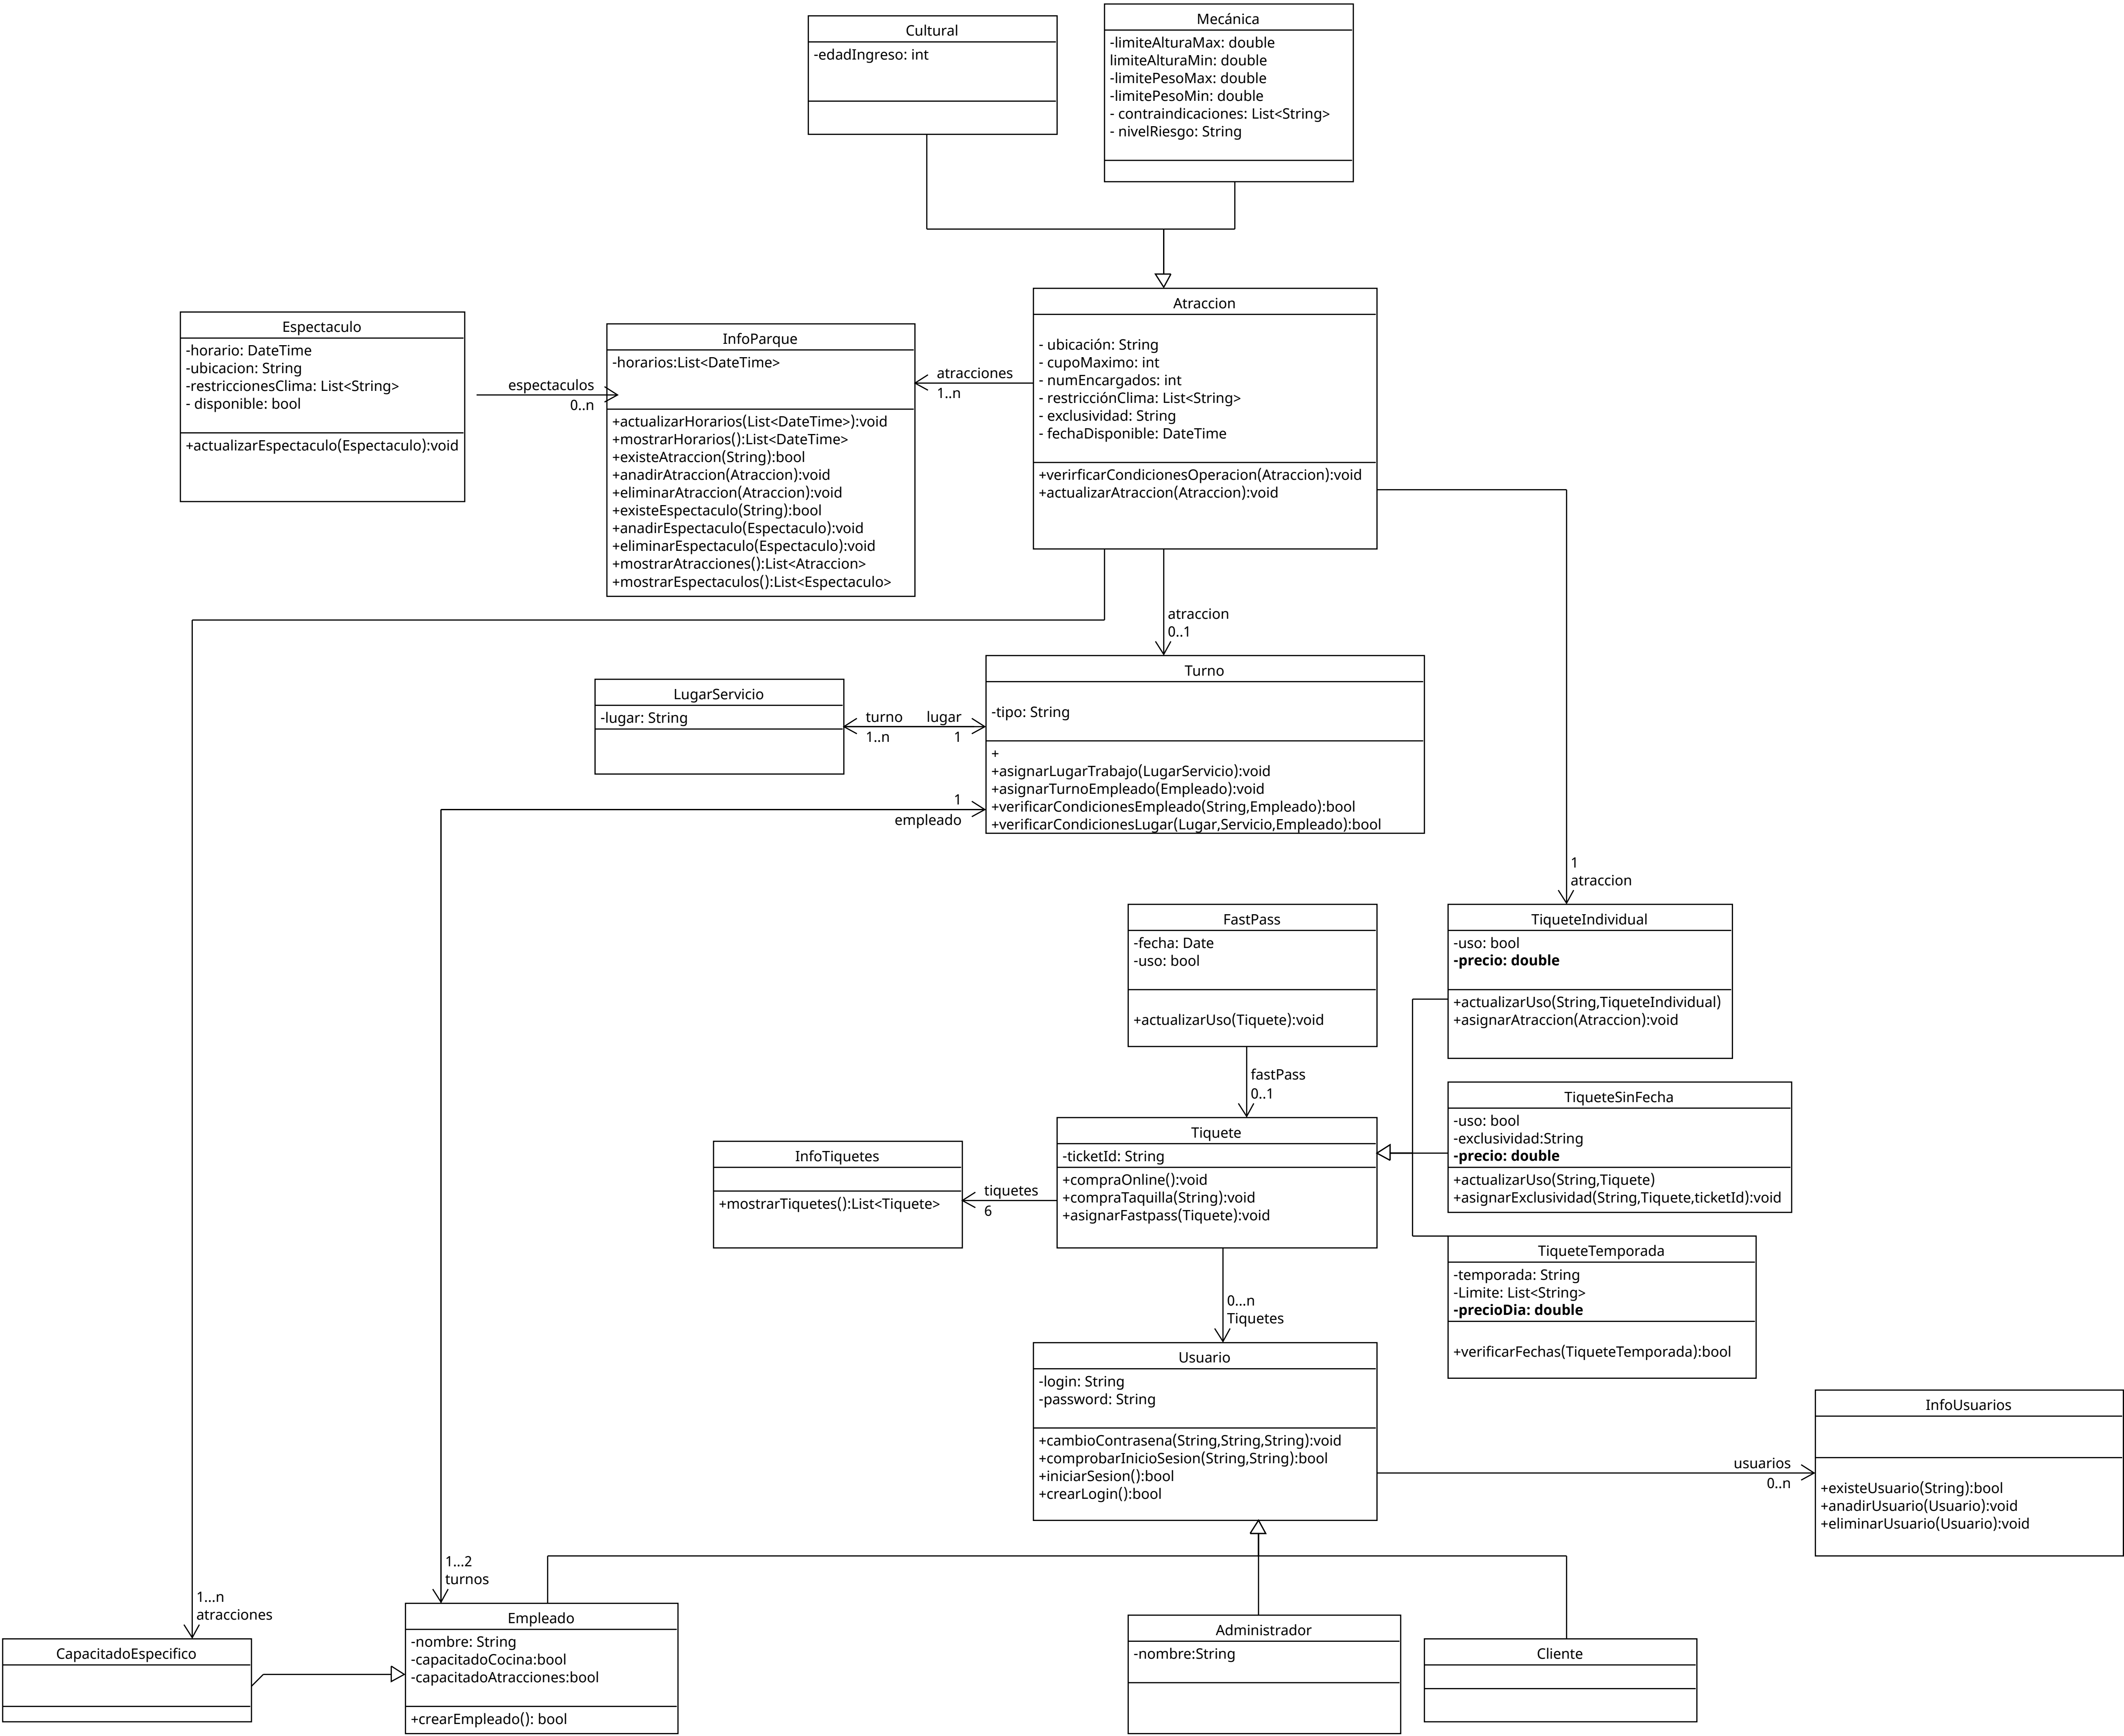 Cultural
-edadIngreso: int
Mecánica
-limiteAlturaMax: double
limiteAlturaMin: double
-limitePesoMax: double
-limitePesoMin: double
- contraindicaciones: List<String>
- nivelRiesgo: String
Espectaculo
-horario: DateTime
-ubicacion: String
-restriccionesClima: List<String>
- disponible: bool
+actualizarEspectaculo(Espectaculo):void
espectaculos
0..n
InfoParque
-horarios:List<DateTime>
+actualizarHorarios(List<DateTime>):void
+mostrarHorarios():List<DateTime>
+existeAtraccion(String):bool
+anadirAtraccion(Atraccion):void
+eliminarAtraccion(Atraccion):void
+existeEspectaculo(String):bool
+anadirEspectaculo(Espectaculo):void
+eliminarEspectaculo(Espectaculo):void
+mostrarAtracciones():List<Atraccion>
+mostrarEspectaculos():List<Espectaculo>
atracciones
1..n
Atraccion
- ubicación: String
- cupoMaximo: int
- numEncargados: int
- restricciónClima: List<String>
- exclusividad: String
- fechaDisponible: DateTime
+verirficarCondicionesOperacion(Atraccion):void
+actualizarAtraccion(Atraccion):void
atraccion
0..1
LugarServicio
-lugar: String
turno
1..n
lugar
1
Turno
-tipo: String
+
+asignarLugarTrabajo(LugarServicio):void
+asignarTurnoEmpleado(Empleado):void
+verificarCondicionesEmpleado(String,Empleado):bool
+verificarCondicionesLugar(Lugar,Servicio,Empleado):bool
1
empleado
1
atraccion
FastPass
-fecha: Date
-uso: bool
+actualizarUso(Tiquete):void
TiqueteIndividual
-uso: bool
-precio: double
+actualizarUso(String,TiqueteIndividual)
+asignarAtraccion(Atraccion):void
fastPass
0..1
TiqueteSinFecha
-uso: bool
-exclusividad:String
-precio: double
+actualizarUso(String,Tiquete)
+asignarExclusividad(String,Tiquete,ticketId):void
InfoTiquetes
+mostrarTiquetes():List<Tiquete>
tiquetes
6
Tiquete
-ticketId: String
+compraOnline():void
+compraTaquilla(String):void
+asignarFastpass(Tiquete):void
TiqueteTemporada
-temporada: String
-Limite: List<String>
-precioDia: double
+verificarFechas(TiqueteTemporada):bool
0...n
Tiquetes
Usuario
-login: String
-password: String
+cambioContrasena(String,String,String):void
+comprobarInicioSesion(String,String):bool
+iniciarSesion():bool
+crearLogin():bool
usuarios
0..n
InfoUsuarios
+existeUsuario(String):bool
+anadirUsuario(Usuario):void
+eliminarUsuario(Usuario):void
1...2
turnos
1...n
atracciones
CapacitadoEspecifico
Empleado
-nombre: String
-capacitadoCocina:bool
-capacitadoAtracciones:bool
+crearEmpleado(): bool
Administrador
-nombre:String
Cliente